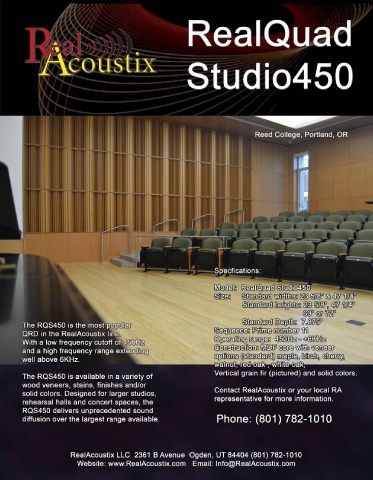 Real
Acoustix
RealQuad
Studio450
Reed College, Portland, OR
Specfications:
Model: RealQuad Studio450
Size: Standard widths: 23 5/8" & 47 1/4"
Standard heights: 23 5/8", 47 1/4"
or 72"
Standard Depth: 7.875"
Sequence: Prime number 11
Operating range: 450Hz - +6KHz
Construction: MDF core with veneer
options (standard) maple, birch, cherry,
walnut, red oak, white oak,
Vertical grain fir (pictured) and solid colors.
Contact RealAcoustix or your local RA
representative for more information.
Phone: (801) 782-1010
The RQS450 is the most popular
QRD in the RealAcoustix line.
With a low frequency cutoff of 450Hz
and a high frequency range extending
well above 6KHz.
The RQS450 is available in a variety of
wood veneers, stains, finishes and/or
solid colors. Designed for larger studios,
rehearsal halls and concert spaces, the
RQS450 delivers unprecedented sound
diffusion over the largest range available.
RealAcoustix LLC 2361 B Avenue Ogden, UT 84404 (801) 782-1010
Website: www.RealAcoustix.com Email: Info@RealAcoustix.com